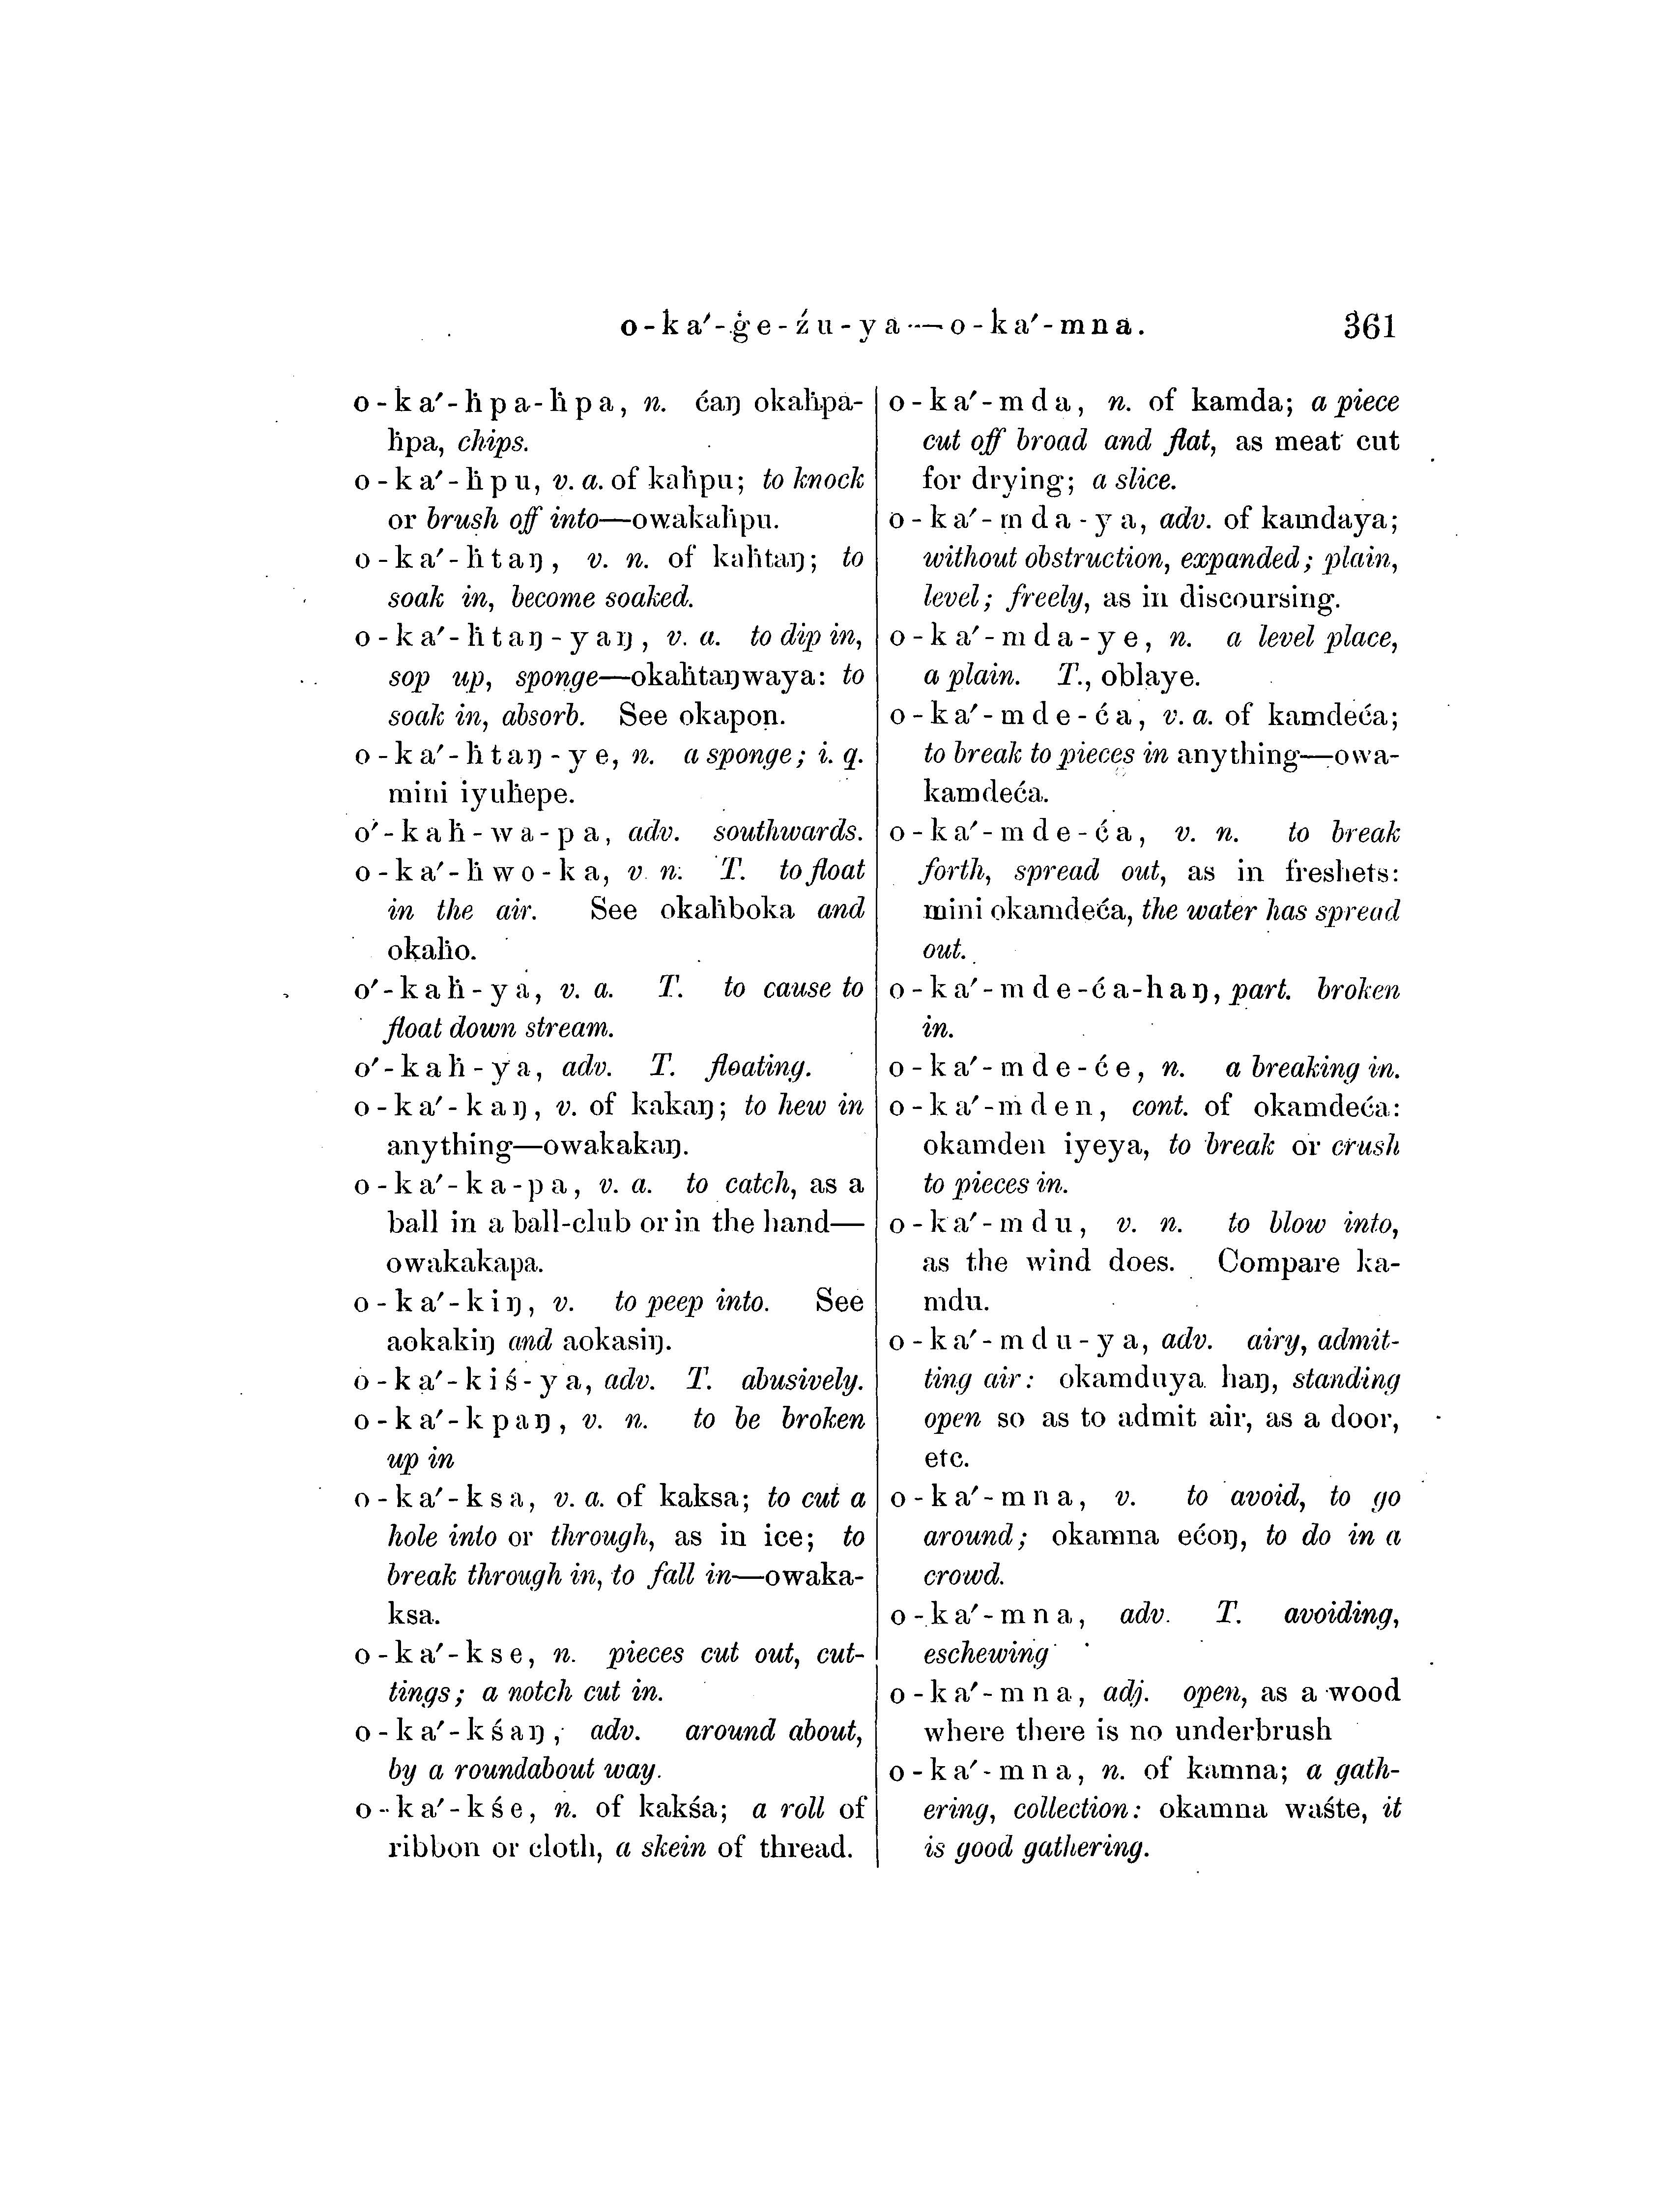 o-ka′-ġe-źu-ya—o-ka′-mna. 361
o-ka′-ḣpa-ḣpa, n. ćaŋ okaḣpa-
ḣpa, chips.
o-ka′-ḣpu, v. a. of kaḣpu; to knock
or brush off into—owakaḣpu.
o-ka′-ḣtaŋ, v. n. of kaḣtaŋ; to
soak in, become soaked.
o-ka′-ḣtaŋ-yaŋ, v. a. to dip in,
sop up, sponge—okaḣtaŋwaya: to
soak in, absorb. See okapoŋ.
o-ka′-ḣtaŋ-ye, n. a sponge; i. q.
mini iyuḣepe.
o′-kaḣ-wa-pa, adv. southwards.
o-ka′-ḣwo-ka, v. n. T. to float
in the air. See okaḣboka and
okaḣo.
o′-kaḣ-ya, v. a. T. to cause to
float down stream.
o′-kaḣ-ya, adv. T. floating.
o-ka′-kaŋ, v. of kakaŋ; to hew in
anything—owakakaŋ.
o-ka′-ka-pa, v. a. to catch, as a
ball in a ball-club or in the hand—
owakakapa.
o-ka′-kiŋ, v. to peep into. See
aokakiŋ and aokasiŋ.
o-ka′-kiś-ya, adv. T. abusively.
o-ka′-kpaŋ, v. n. to be broken
up in
o-ka′-ksa, v. a. of kaksa; to cut a
hole into or through, as in ice; to
break through in, to fall in—owaka-
ksa.
o-ka′-kse, n. pieces cut out, cut-
tings; a notch cut in.
o-ka′-kśaŋ, adv. around about,
by a roundabout way.
o-ka′-kśe, n. of kakśa; a roll of
ribbon or cloth, a skein of thread.
o-ka′-mda, n. of kamda; a piece
cut off broad and flat, as meat cut
for drying; a slice.
o-ka′-mda-ya, adv. of kamdaya;
without obstruction, expanded; plain,
level; freely, as in discoursing.
o-ka′-mda-ye, n. a level place,
a plain. T., oblaye.
o-ka′-mde-ća, v. a. of kamdeća;
to break to pieces in anything—owa-
kamdeća.
o-ka′-mde-ća, v. n. to break
forth, spread out, as in freshets:
mini okamdeća, the water has spread
out.
o-ka′-mde-ća-haŋ, part. broken
in.
o-ka′-mde-će, n. a breaking in.
o-ka′-mden, cont. of okamdeća:
okamden iyeya, to break or crush
to pieces in.
o-ka′-mdu, v. n. to blow into,
as the wind does. Compare ka-
mdu.
o-ka′-mdu-ya, adv. airy, admit-
ting air: okamduya haŋ, standing
open so as to admit air, as a door,
etc.
o-ka′-mna, v. to avoid, to go
around; okamna ećoŋ, to do in a
crowd.
o-ka′-mna, adv. T. avoiding,
eschewing
o-ka′-mna, adj. open, as a wood
where there is no underbrush
o-ka′-mna, n. of kamna; a gath-
ering, collection: okamna waśte, it
is good gathering.